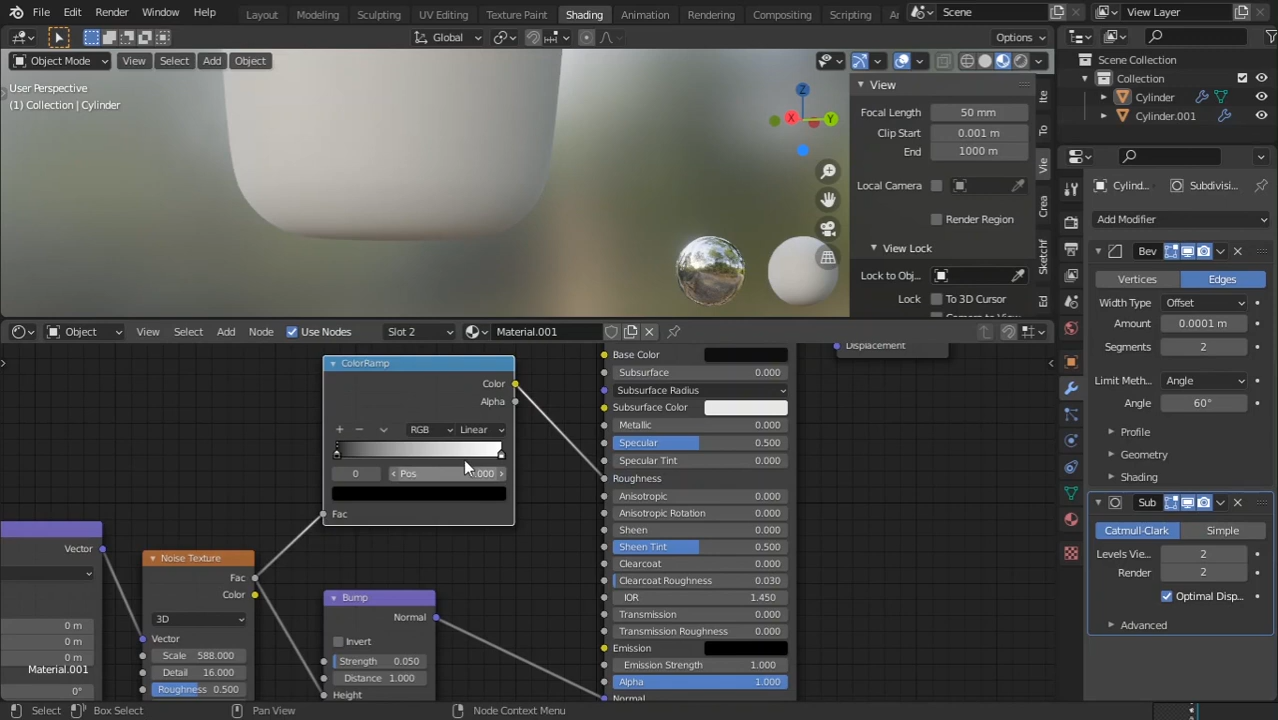 File Edit Render Window Help Layout Modeling Sculpting UV Editing Texture Paint Shading Animation Rendering Compositing Scripting Scene View Layer
Global Options
Object Mode View Select Add Object
User Perspective
(1) Collection | Cylinder
View
Focal Length 50 mm
Clip Start 0.001 m
End 1000 m
Local Camera
Render Region
View Lock
Lock to Obj...
Lock To 3D Cursor
Ite
To
Vie
Crea
Sketchf
Ed
Scene Collection
Collection
Cylinder
Cylinder.001
Cylind... Subdivisi...
Add Modifier
Bev
Vertices Edges
Width Type Offset
Amount 0.0001 m
Segments 2
Limit Meth... Angle
Angle 60°
Profile
Geometry
Shading
Sub
Catmull-Clark Simple
Levels Vie... 2
Render 2
Optimal Disp...
Advanced
Object View Select Add Node Use Nodes Slot 2 Material.001
ColorRamp
Color
Alpha
RGB Linear
0 Pos .000
Fac
Vector
0 m
0 m
0 m
0°
Material.001
Noise Texture
Fac
Color
3D
Vector
Scale 588.000
Detail 16.000
Roughness 0.500
Bump
Normal
Invert
Strength 0.050
Distance 1.000
Height
Displacement
Base Color
Subsurface 0.000
Subsurface Radius
Subsurface Color
Metallic 0.000
Specular 0.500
Specular Tint 0.000
Roughness
Anisotropic 0.000
Anisotropic Rotation 0.000
Sheen 0.000
Sheen Tint 0.500
Clearcoat 0.000
Clearcoat Roughness 0.030
IOR 1.450
Transmission 0.000
Transmission Roughness 0.000
Emission
Emission Strength 1.000
Alpha 1.000
Normal
Select Box Select Pan View Node Context Menu